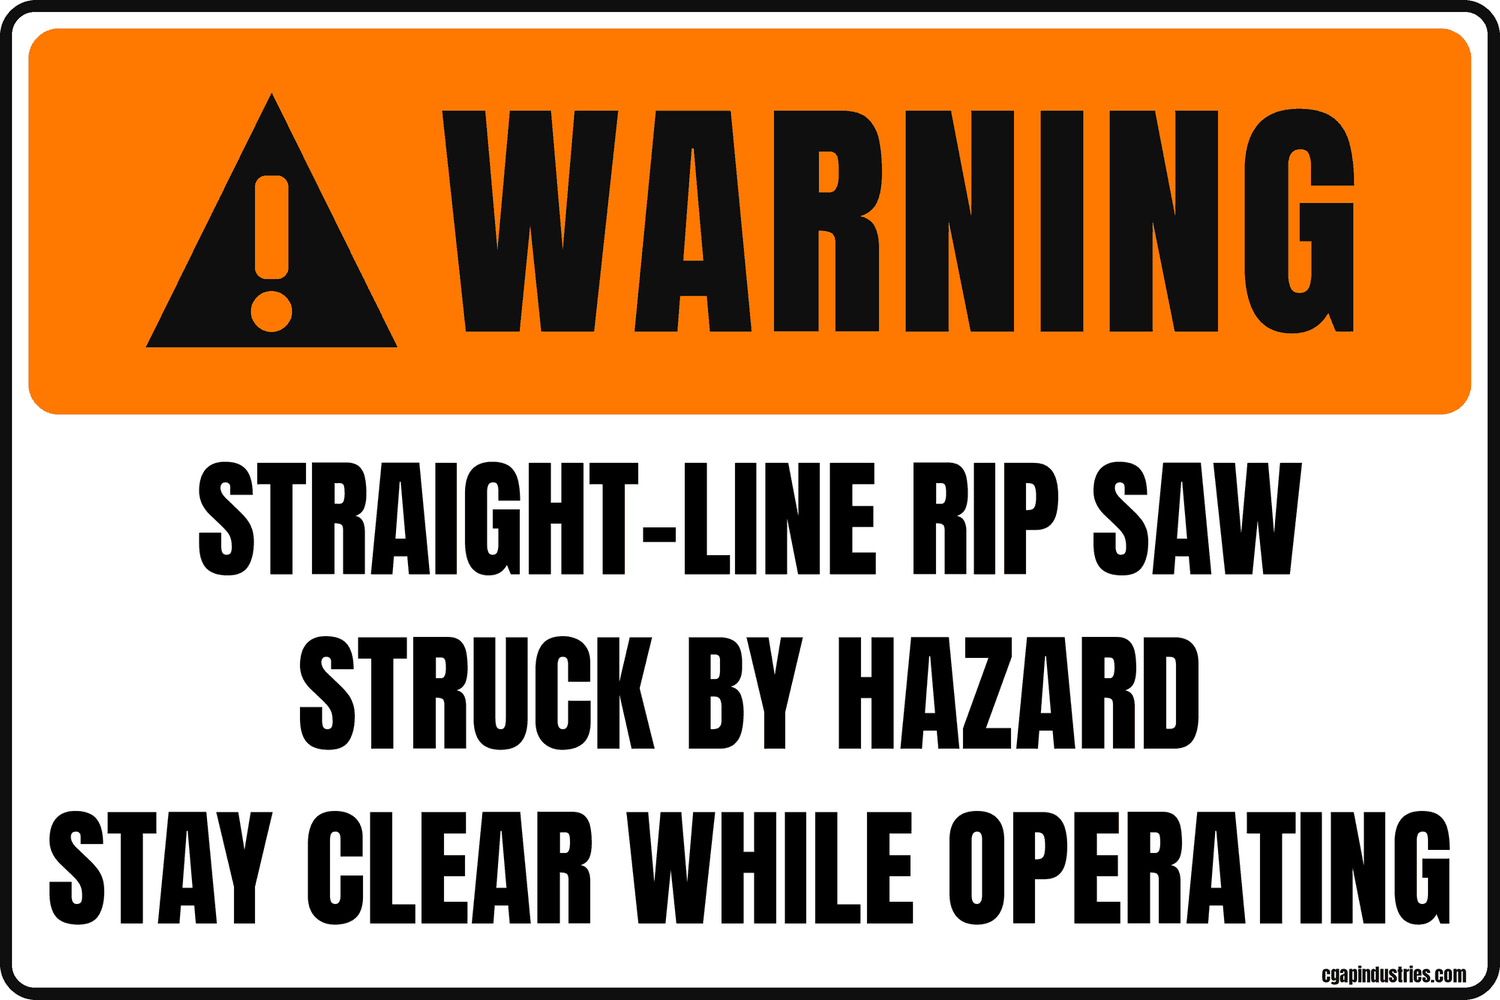 WARNING
STRAIGHT-LINE RIP SAW
STRUCK BY HAZARD
STAY CLEAR WHILE OPERATING
cgapindustries.com